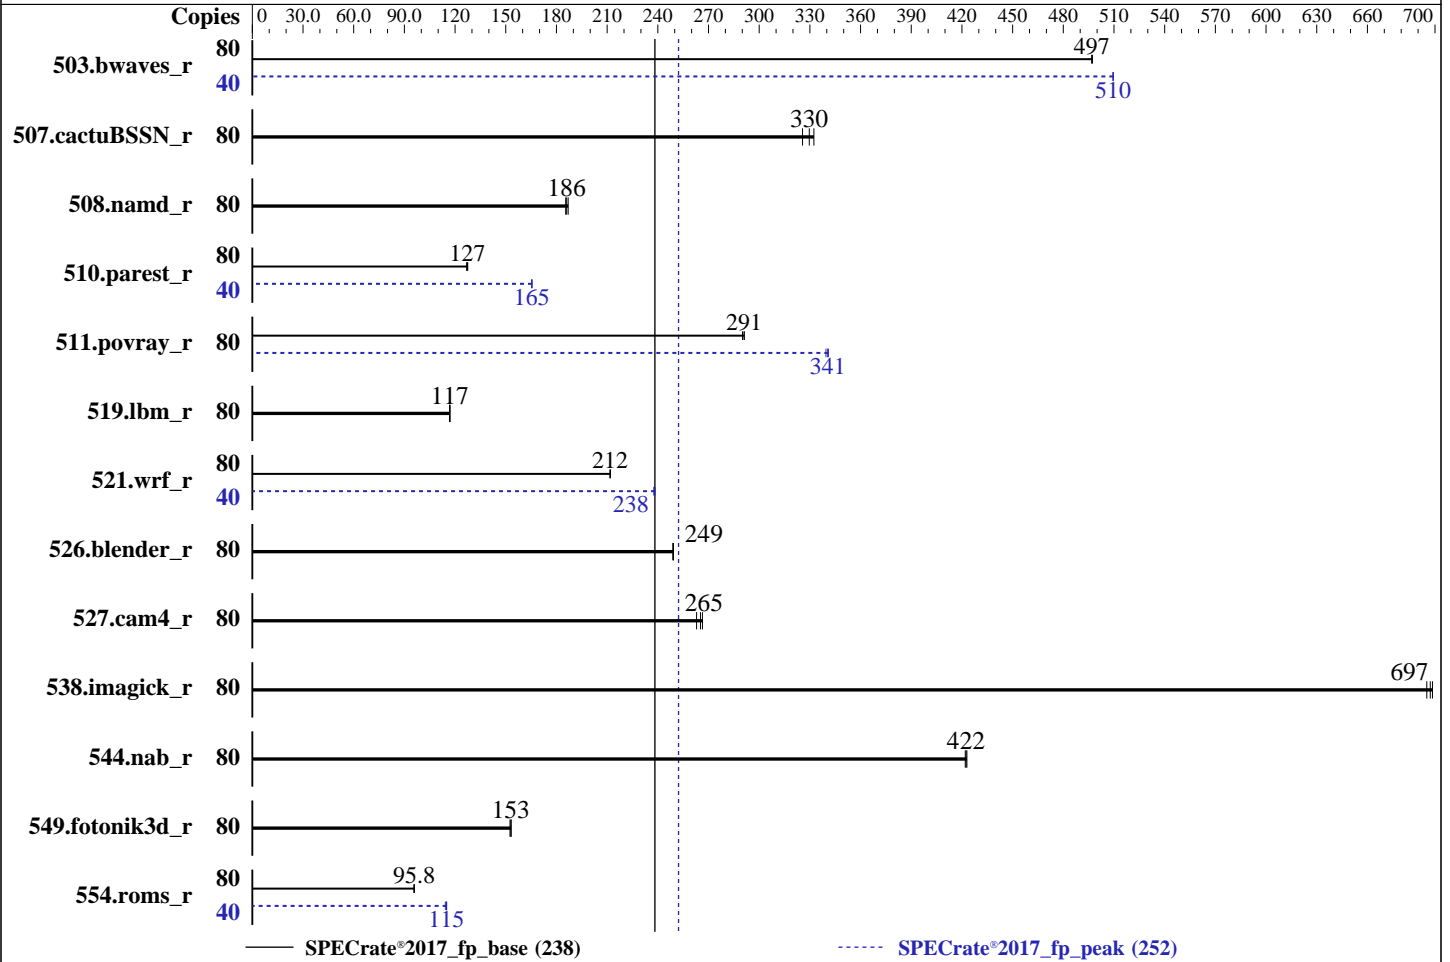 Copies 0 30.0 60.0 90.0 120 150 180 210 240 270 300 330 360 390 420 450 480 510 540 570 600 630 660 700
503.bwaves_r 80 497
40 510
507.cactuBSSN_r 80 330
508.namd_r 80 186
510.parest_r 80 127
40 165
511.povray_r 80 291
341
519.lbm_r 80 117
521.wrf_r 80 212
40 238
526.blender_r 80 249
527.cam4_r 80 265
538.imagick_r 80 697
544.nab_r 80 422
549.fotonik3d_r 80 153
554.roms_r 80 95.8
40 115
SPECrate®2017_fp_base (238) SPECrate®2017_fp_peak (252)